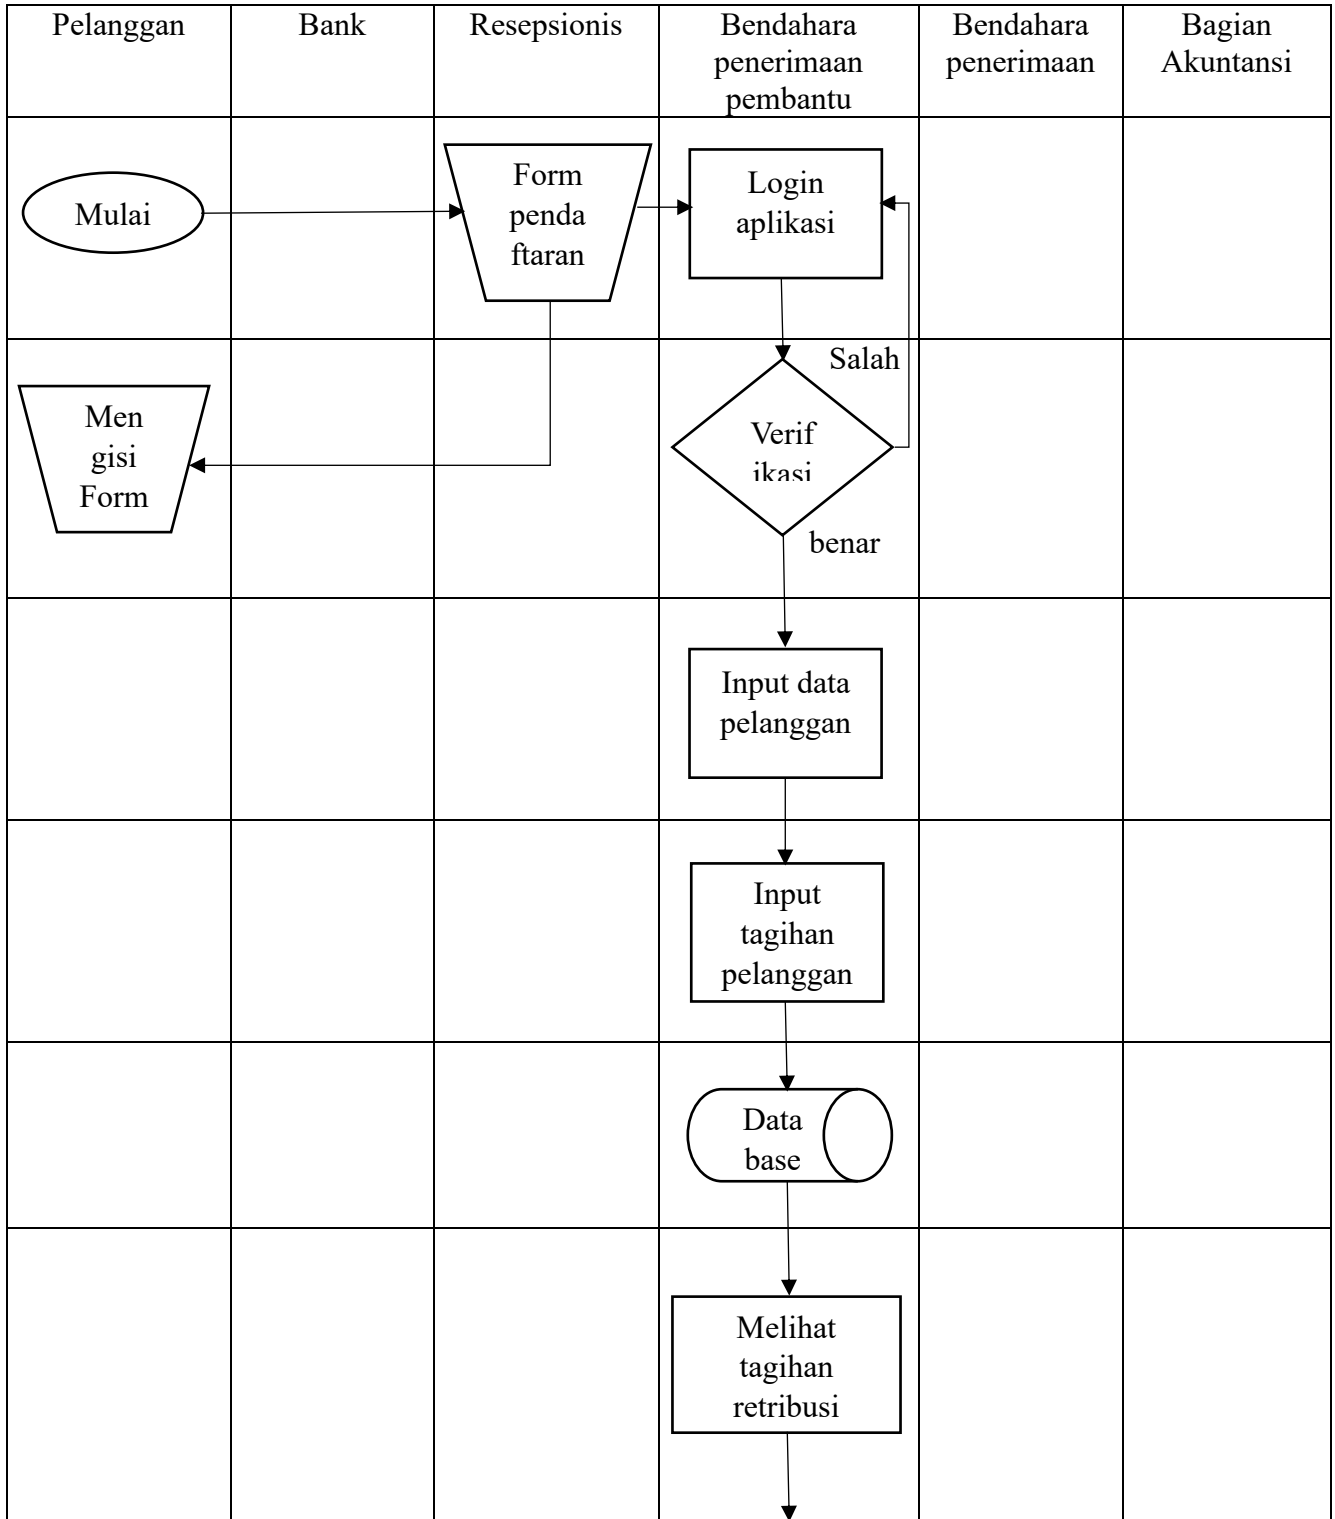 Pelanggan
Bank
Resepsionis
Bendahara
penerimaan
pembantu
Bendahara
penerimaan
Bagian
Akuntansi
Mulai
Form
penda
ftaran
Login
aplikasi
Salah
Men
gisi
Form
Verif
ikasi
benar
Input data
pelanggan
Input
tagihan
pelanggan
Data
base
Melihat
tagihan
retribusi